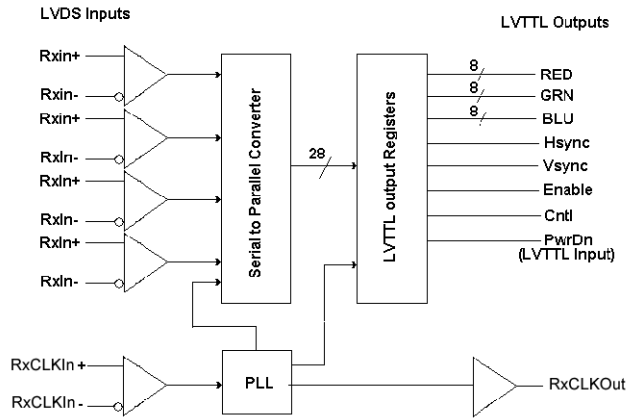 LVDS Inputs
LVTTL Outputs
Rxin+
Rxin-
Rxin+
RxIn-
RxIn+
RxIn-
RxIn+
RxIn-
Serial to Parallel Converter
28
LVTTL output Registers
8
RED
8
GRN
8
BLU
Hsync
Vsync
Enable
Cntl
PwrDn
(LVTTL Input)
RxCLKIn +
RxCLKIn -
PLL
RxCLKOut